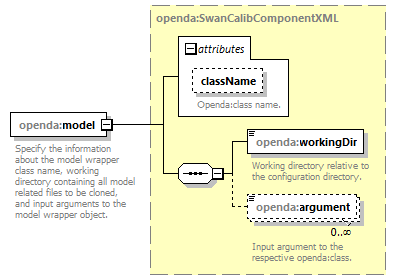 openda:SwanCalibComponentXML
attributes
className
Openda:class name.
openda:model
Specify the information
about the model wrapper
class name, working
directory containing all model
related files to be cloned,
and input arguments to the
model wrapper object.
openda:workingDir
Working directory relative to
the configuration directory.
openda:argument
0..∞
Input argument to the
respective openda:class.